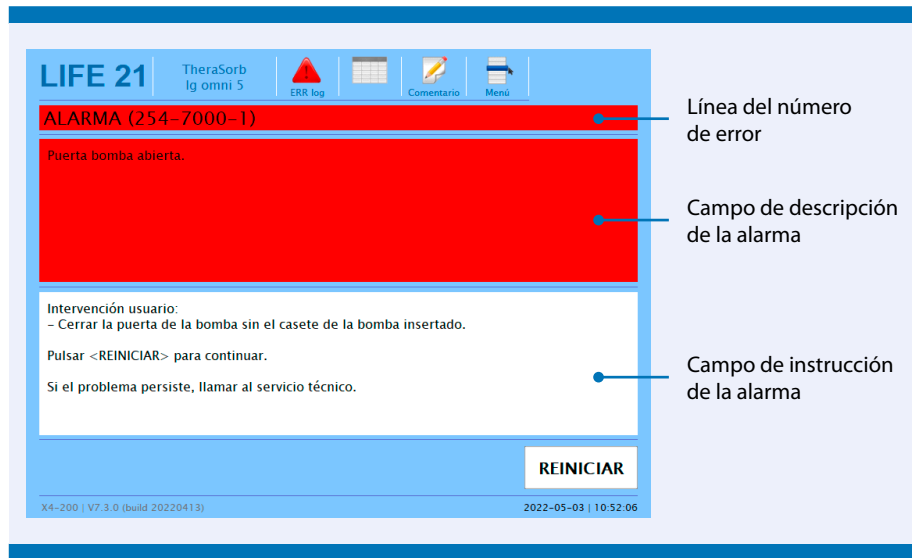 LIFE 21
TheraSorb
Ig omni 5
ERR log
Comentario
Menú
ALARMA (254-7000-1)
Línea del número
de error
Puerta bomba abierta.
Campo de descripción
de la alarma
Intervención usuario:
- Cerrar la puerta de la bomba sin el casete de la bomba insertado.
Pulsar <REINICIAR> para continuar.
Si el problema persiste, llamar al servicio técnico.
Campo de instrucción
de la alarma
REINICIAR
X4-200 | V7.3.0 (build 20220413)
2022-05-03 | 10:52:06